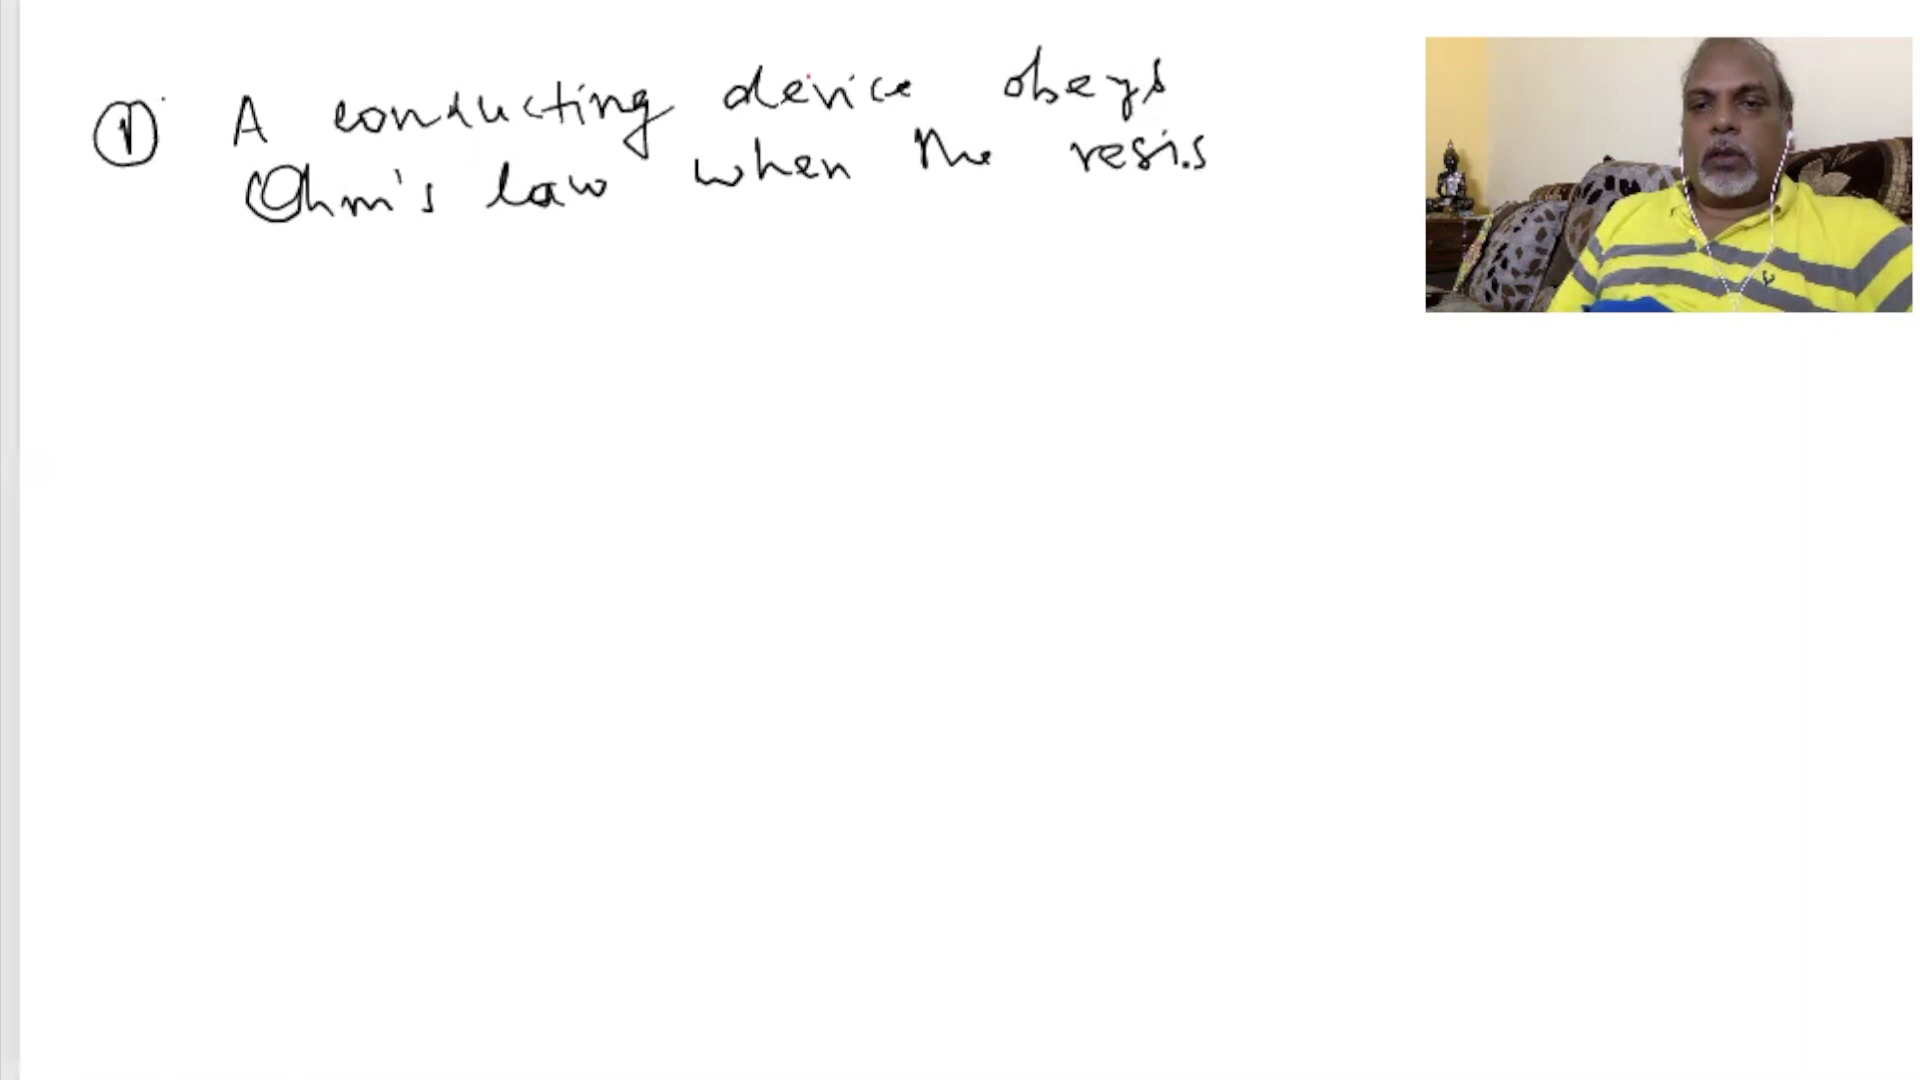 ① A conducting device obeys
Ohm's law when the resis